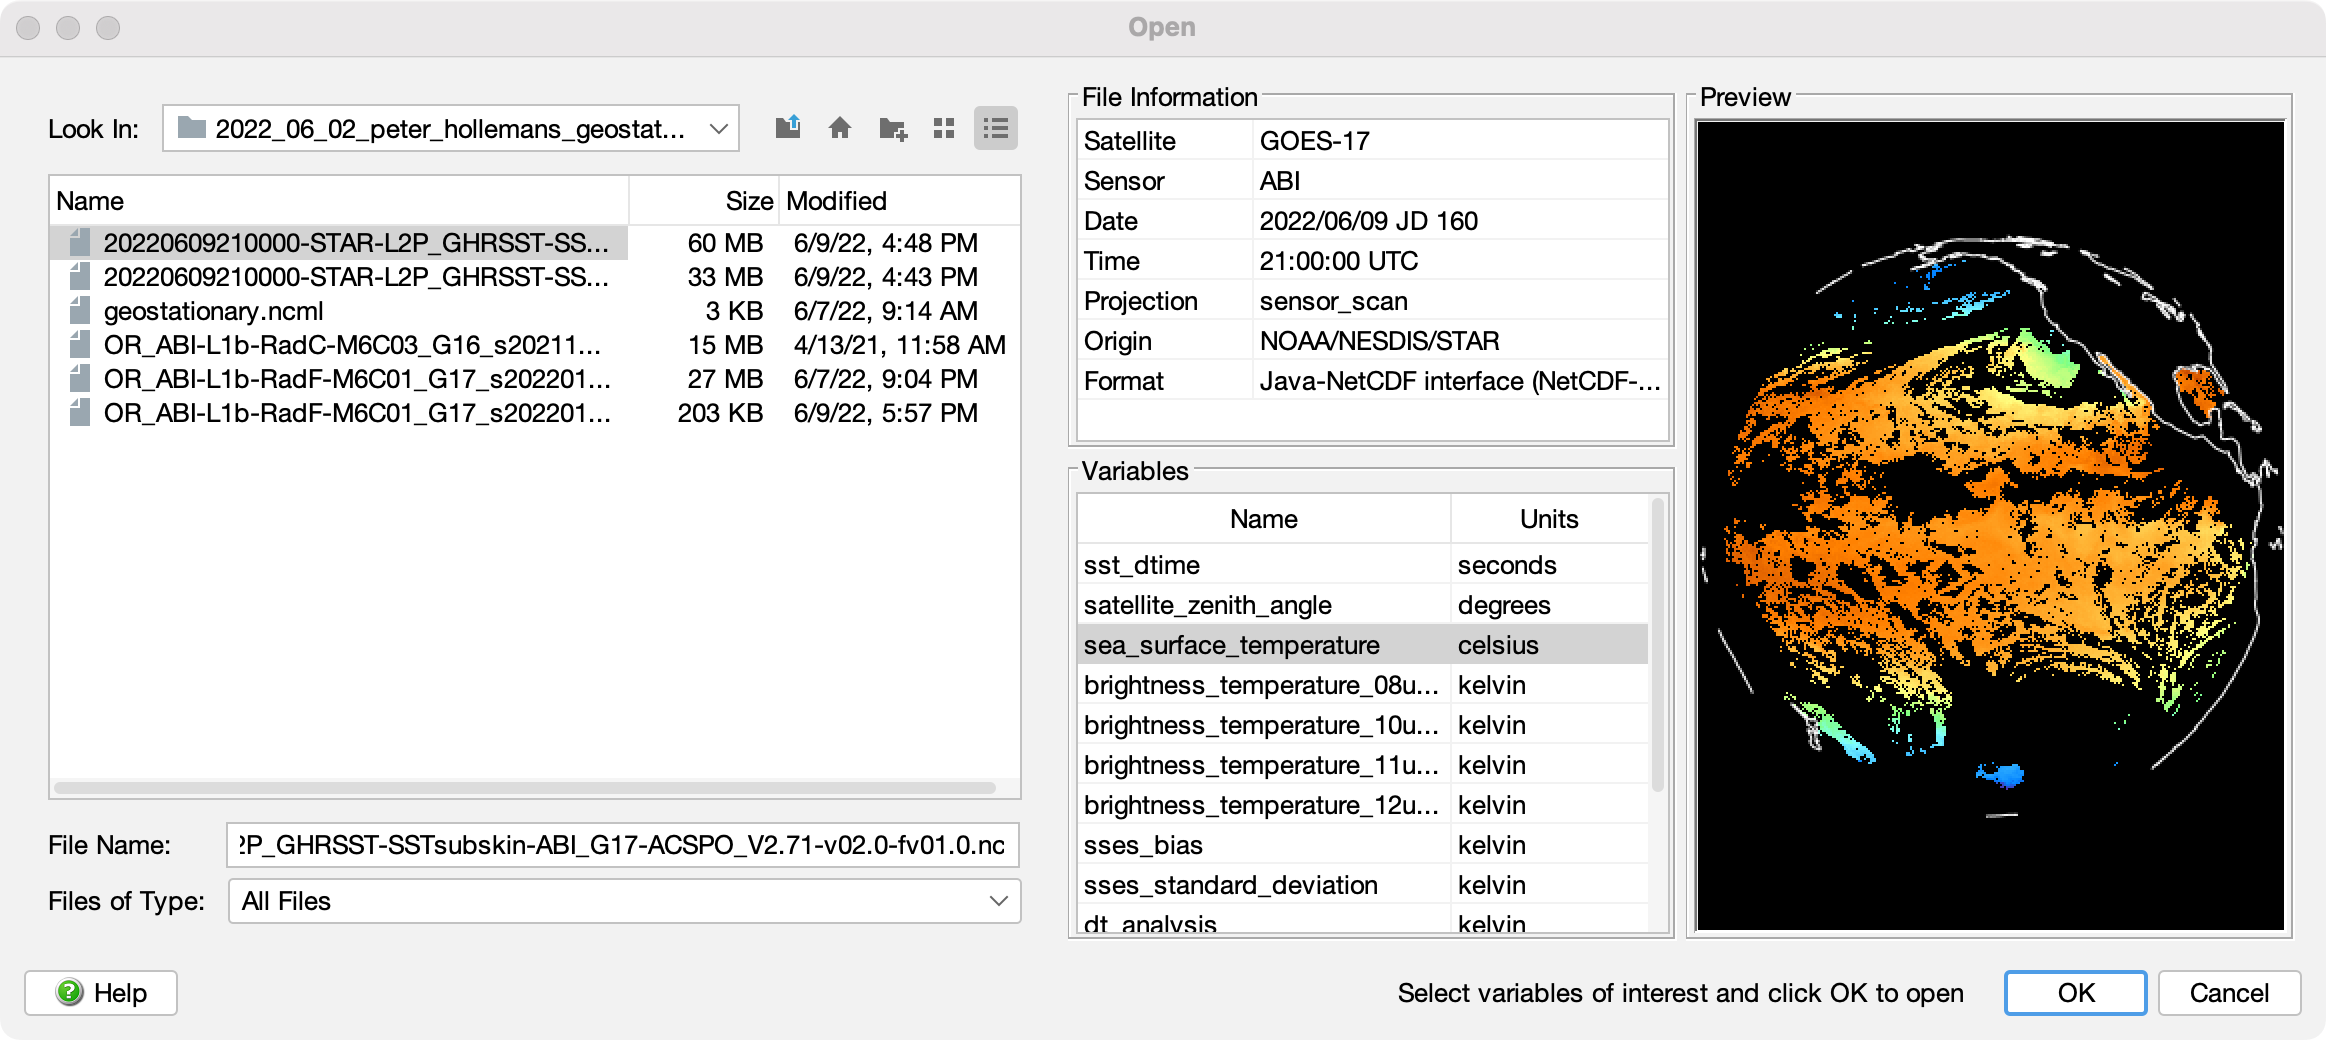 Open
Look In: 2022_06_02_peter_hollemans_geostat...
Name Size Modified
20220609210000-STAR-L2P_GHRSST-SS... 60 MB 6/9/22, 4:48 PM
20220609210000-STAR-L2P_GHRSST-SS... 33 MB 6/9/22, 4:43 PM
geostationary.ncml 3 KB 6/7/22, 9:14 AM
OR_ABI-L1b-RadC-M6C03_G16_s20211... 15 MB 4/13/21, 11:58 AM
OR_ABI-L1b-RadF-M6C01_G17_s202201... 27 MB 6/7/22, 9:04 PM
OR_ABI-L1b-RadF-M6C01_G17_s202201... 203 KB 6/9/22, 5:57 PM
File Name: 2P_GHRSST-SSTsubskin-ABI_G17-ACSPO_V2.71-v02.0-fv01.0.nc
Files of Type: All Files
File Information
Satellite GOES-17
Sensor ABI
Date 2022/06/09 JD 160
Time 21:00:00 UTC
Projection sensor_scan
Origin NOAA/NESDIS/STAR
Format Java-NetCDF interface (NetCDF-...
Variables
Name Units
sst_dtime seconds
satellite_zenith_angle degrees
sea_surface_temperature celsius
brightness_temperature_08u... kelvin
brightness_temperature_10u... kelvin
brightness_temperature_11u... kelvin
brightness_temperature_12u... kelvin
sses_bias kelvin
sses_standard_deviation kelvin
dt_analysis kelvin
Preview
Help
Select variables of interest and click OK to open
OK
Cancel